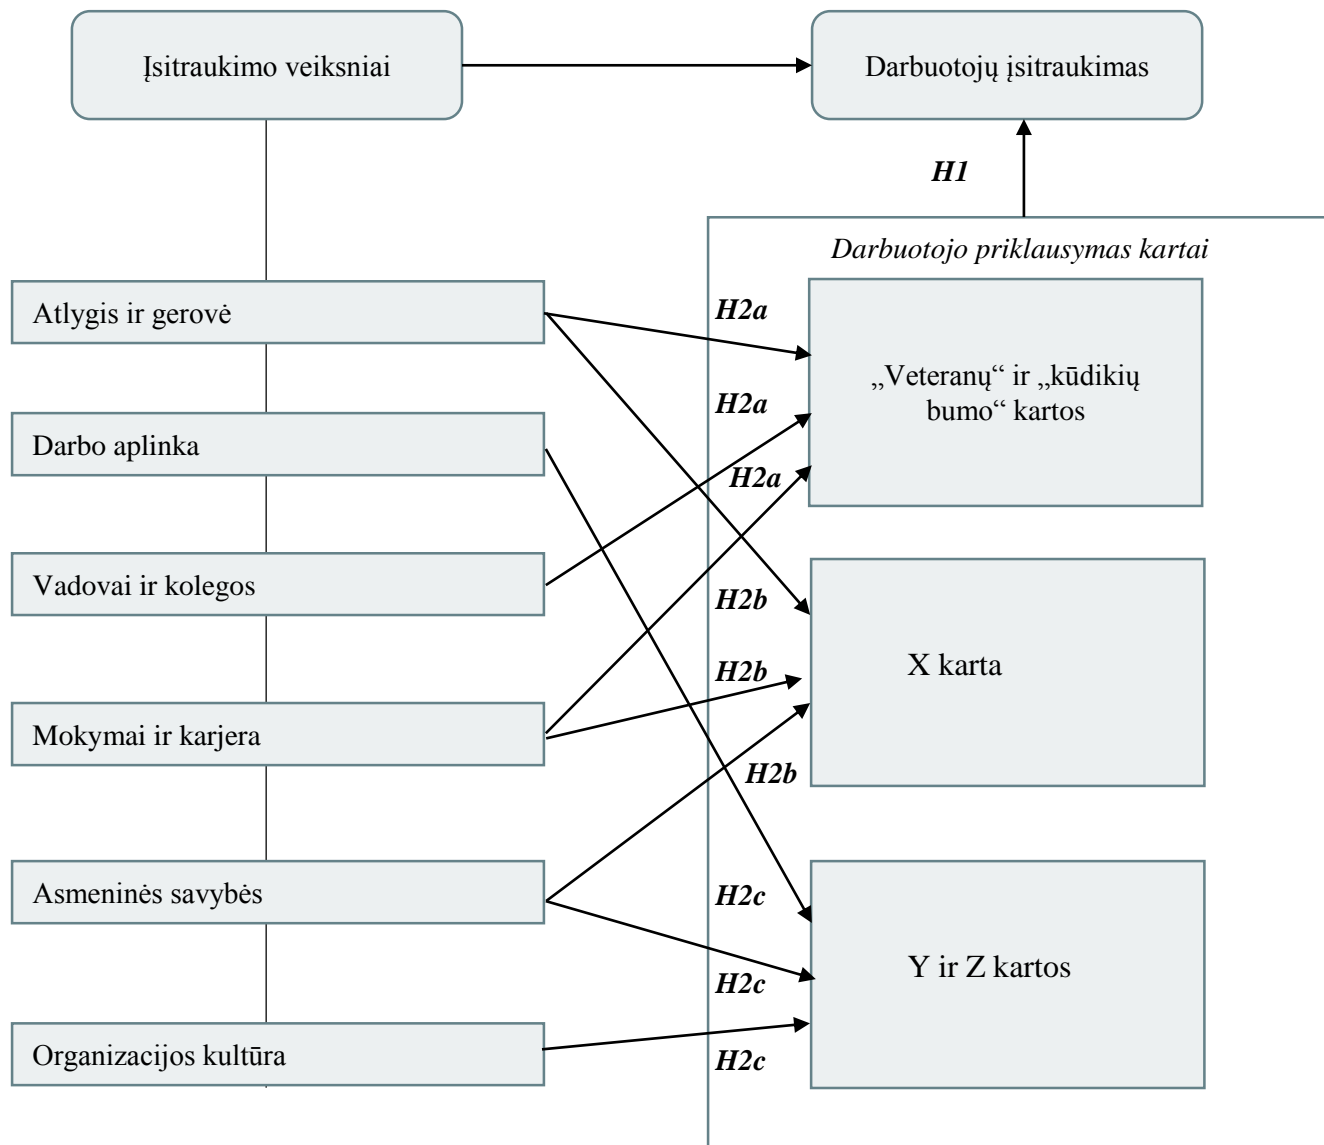 Įsitraukimo veiksniai
Darbuotojų įsitraukimas
H1
Darbuotojo priklausymas kartai
Atlygis ir gerovė
H2a
„Veteranų“ ir „kūdikių
bumo“ kartos
H2a
Darbo aplinka
H2a
Vadovai ir kolegos
H2b
X karta
H2b
Mokymai ir karjera
H2b
Asmeninės savybės
H2c
Y ir Z kartos
H2c
Organizacijos kultūra
H2c